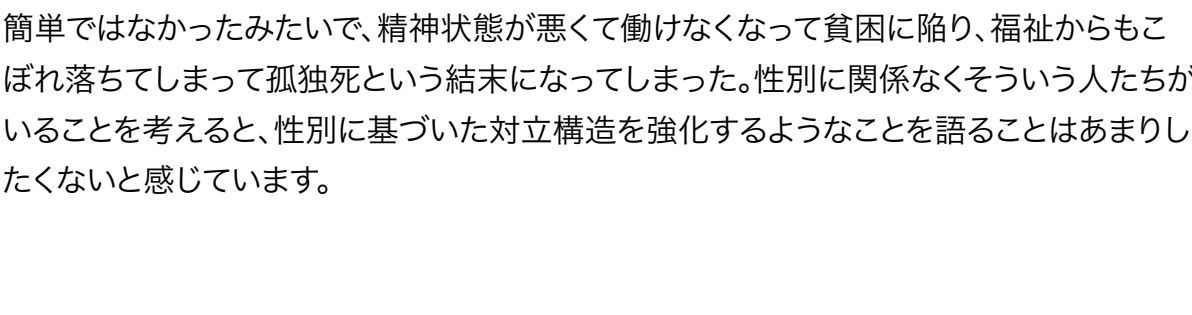 簡単ではなかったみたいで、精神状態が悪くて働けなくなって貧困に陥り、福祉からもこ
ぼれ落ちてしまって孤独死という結末になってしまった。性別に関係なくそういう人たちが
いることを考えると、性別に基づいた対立構造を強化するようなことを語ることはあまりし
たくないと感じています。